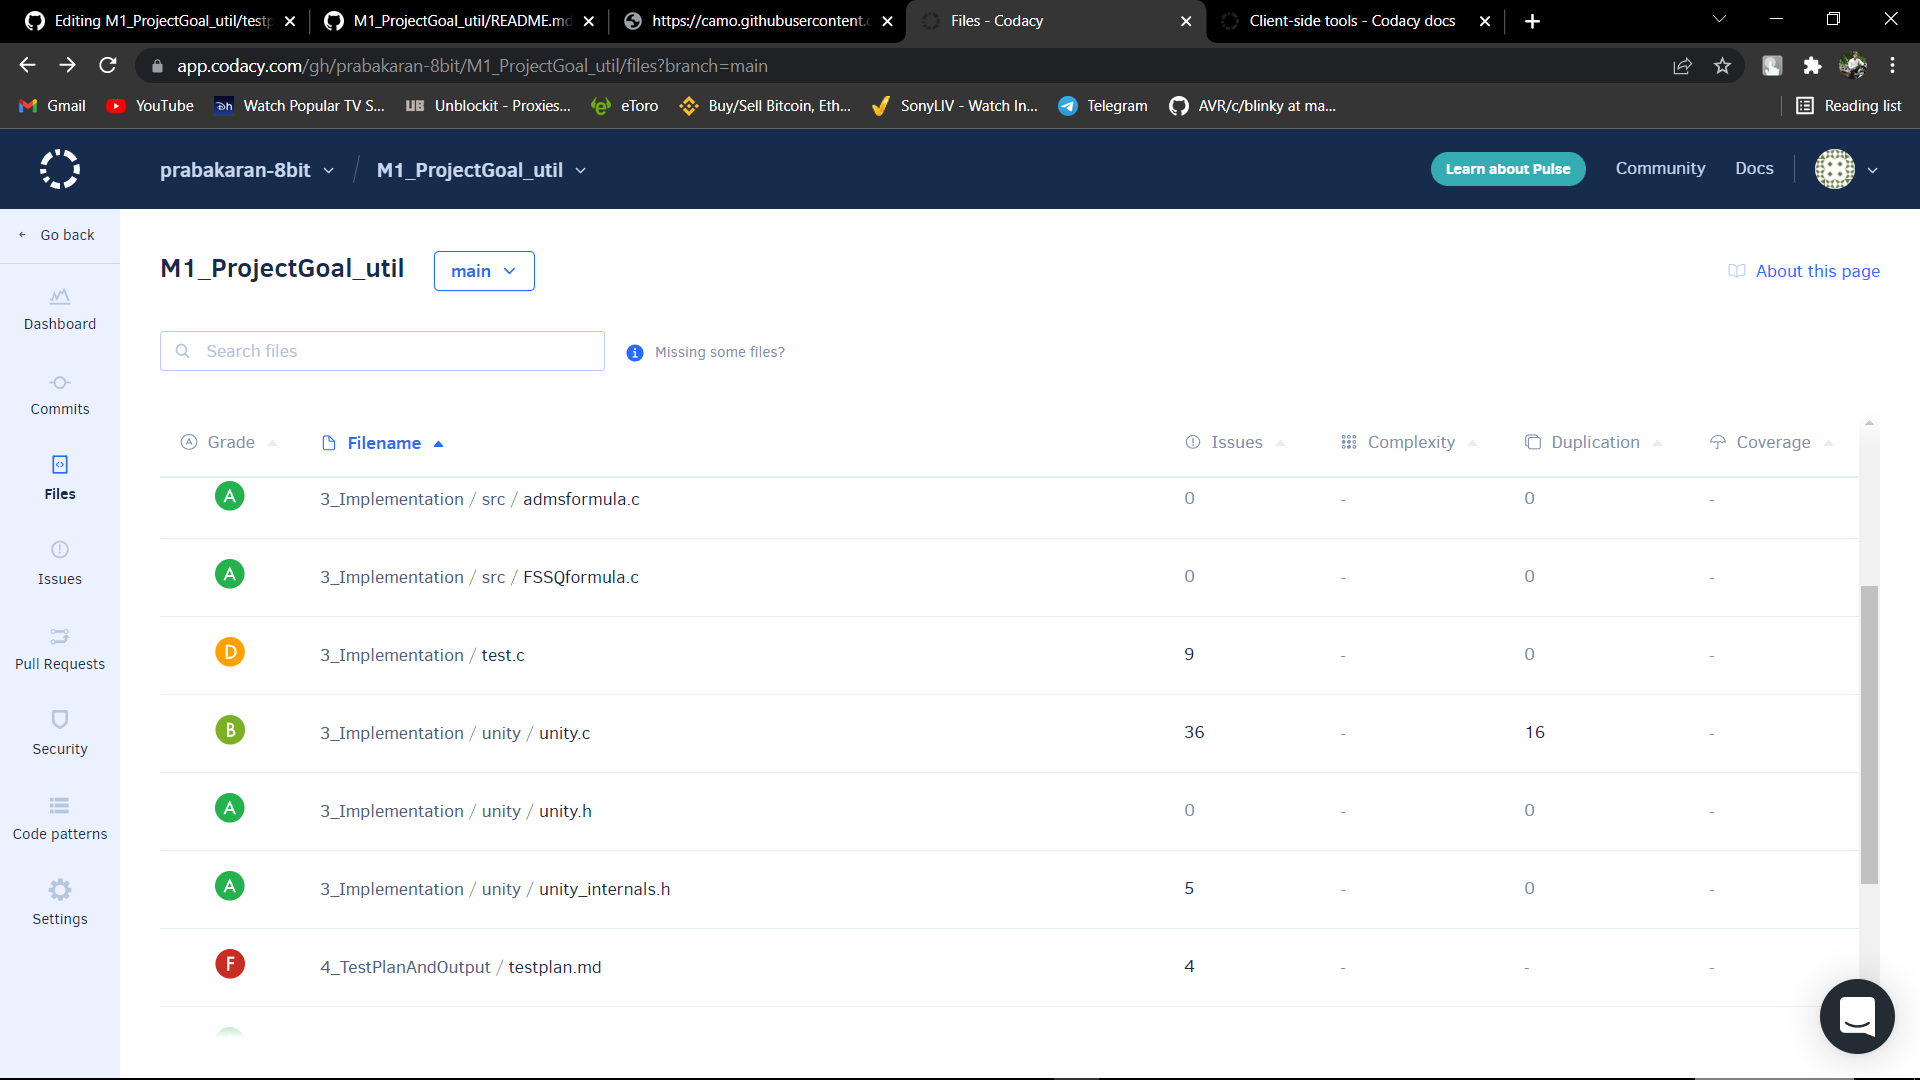 Editing M1_ProjectGoal_util/testp
M1_ProjectGoal_util/README.md
https://camo.githubusercontent.c
Files - Codacy
Client-side tools - Codacy docs
app.codacy.com/gh/prabakaran-8bit/M1_ProjectGoal_util/files?branch=main
Gmail
YouTube
Watch Popular TV S...
Unblockit - Proxies...
eToro
Buy/Sell Bitcoin, Eth...
SonyLIV - Watch In...
Telegram
AVR/c/blinky at ma...
Reading list
prabakaran-8bit / M1_ProjectGoal_util
Learn about Pulse
Community
Docs
Go back
Dashboard
Commits
Files
Issues
Pull Requests
Security
Code patterns
Settings
M1_ProjectGoal_util
main
About this page
Search files
Missing some files?
Grade Filename Issues Complexity Duplication Coverage
A 3_Implementation / src / admsformula.c 0 - 0 -
A 3_Implementation / src / FSSQformula.c 0 - 0 -
D 3_Implementation / test.c 9 - 0 -
B 3_Implementation / unity / unity.c 36 - 16 -
A 3_Implementation / unity / unity.h 0 - 0 -
A 3_Implementation / unity / unity_internals.h 5 - 0 -
F 4_TestPlanAndOutput / testplan.md 4 - - -